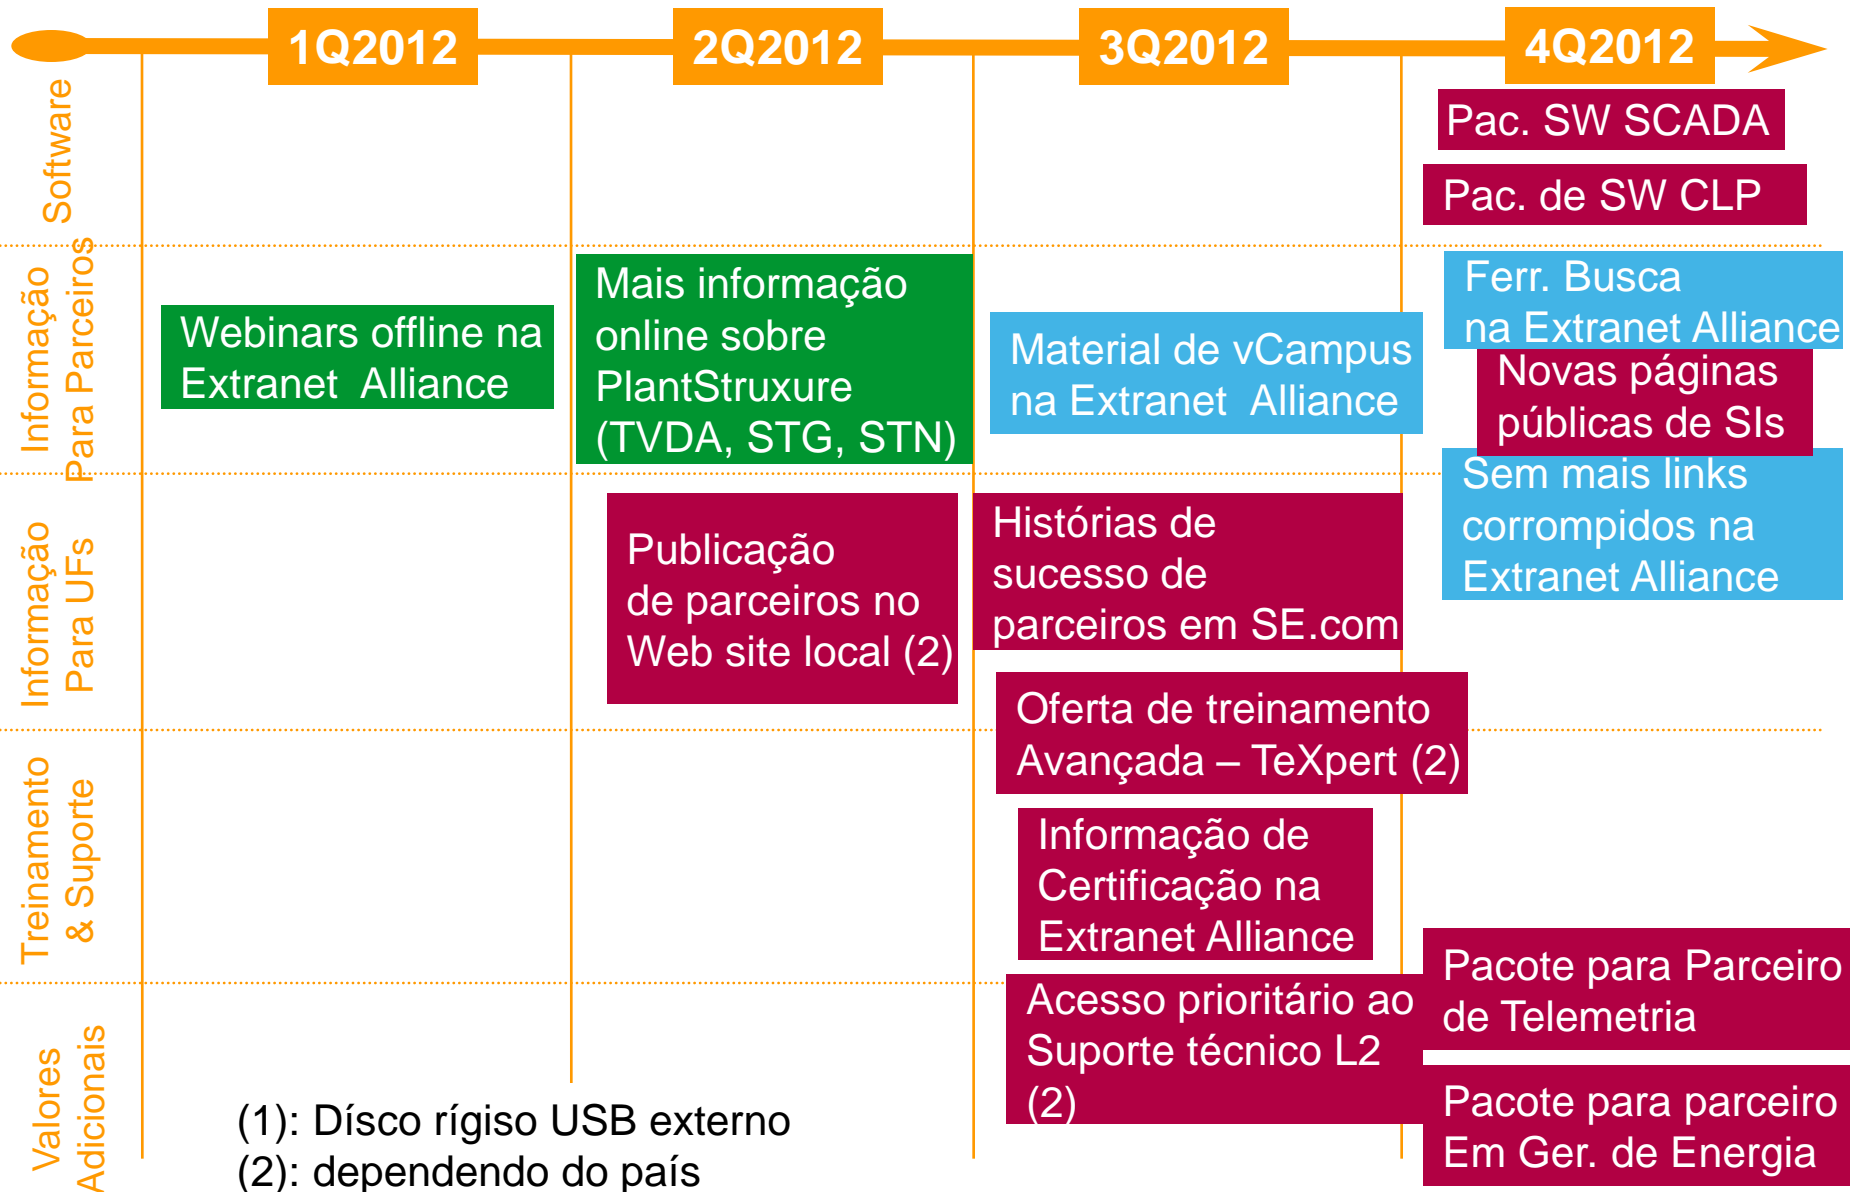 1Q2012
2Q2012
3Q2012
4Q2012
Software
Pac. SW SCADA
Pac. de SW CLP
Informação
Para Parceiros
Webinars offline na
Extranet  Alliance
Mais informação
online sobre
PlantStruxure
(TVDA, STG, STN)
Material de vCampus
na Extranet  Alliance
Ferr. Busca
na Extranet Alliance
Novas páginas
públicas de SIs
Sem mais links
corrompidos na
Extranet Alliance
Informação
Para UFs
Publicação
de parceiros no
Web site local (2)
Histórias de
sucesso de
parceiros em SE.com
Oferta de treinamento
Avançada – TeXpert (2)
Treinamento
& Suporte
Informação de
Certificação na
Extranet Alliance
Valores
Adicionais
Acesso prioritário ao
Suporte técnico L2
(2)
Pacote para Parceiro
de Telemetria
Pacote para parceiro
Em Ger. de Energia
(1): Dísco rígiso USB externo
(2): dependendo do país